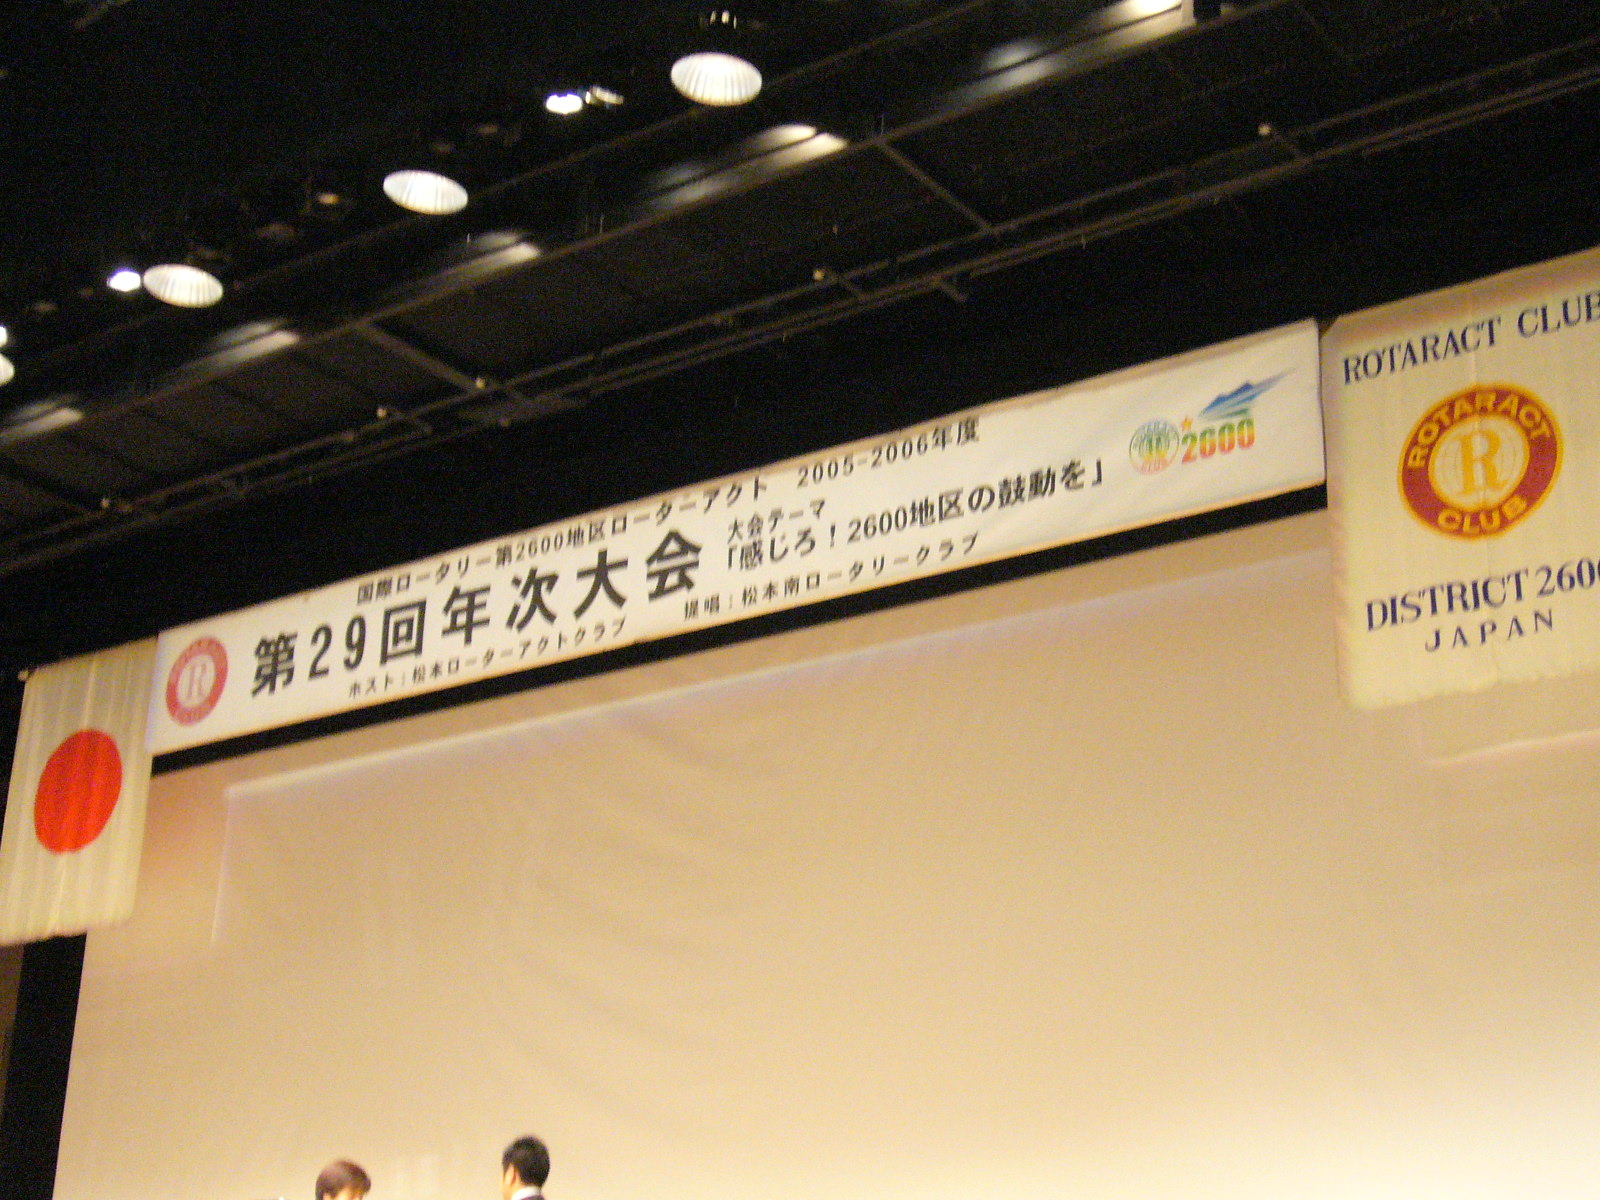 国際ロータリー第2600地区ローターアクト 2005-2006年度
第29回年次大会
大会テーマ
「感じろ！2600地区の鼓動を」
ホスト：松本ローターアクトクラブ 提唱：松本南ロータリークラブ
R
2600
ROTARACT CLUB
ROTARACT
R
CLUB
DISTRICT 2600
JAPAN